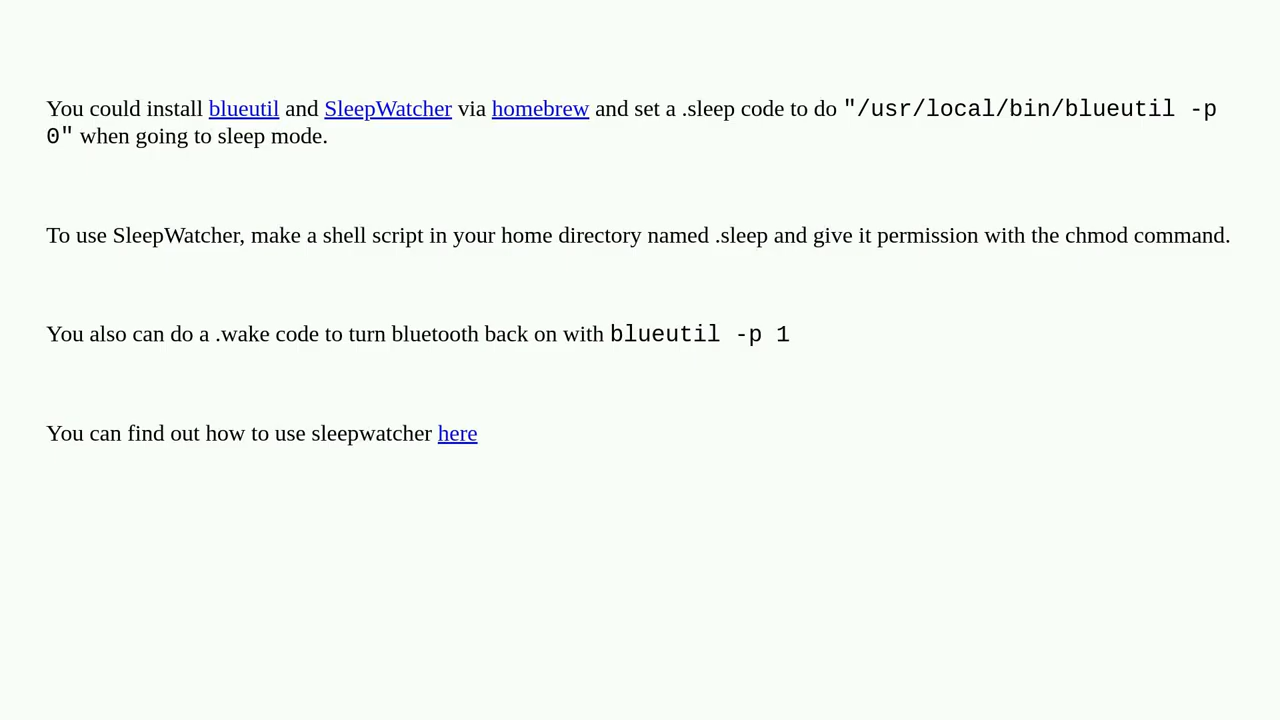 You could install blueutil and SleepWatcher via homebrew and set a .sleep code to do "/usr/local/bin/blueutil -p
0" when going to sleep mode.
To use SleepWatcher, make a shell script in your home directory named .sleep and give it permission with the chmod command.
You also can do a .wake code to turn bluetooth back on with blueutil -p 1
You can find out how to use sleepwatcher here